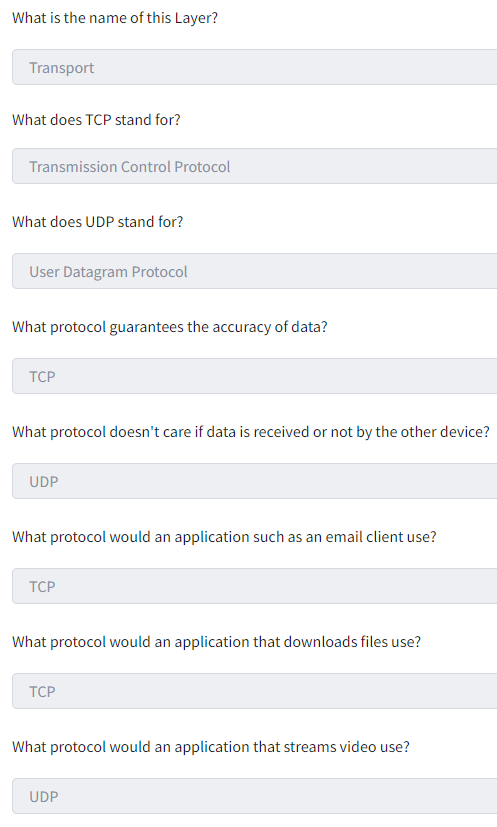 What is the name of this Layer?
Transport
What does TCP stand for?
Transmission Control Protocol
What does UDP stand for?
User Datagram Protocol
What protocol guarantees the accuracy of data?
TCP
What protocol doesn't care if data is received or not by the other device?
UDP
What protocol would an application such as an email client use?
TCP
What protocol would an application that downloads files use?
TCP
What protocol would an application that streams video use?
UDP